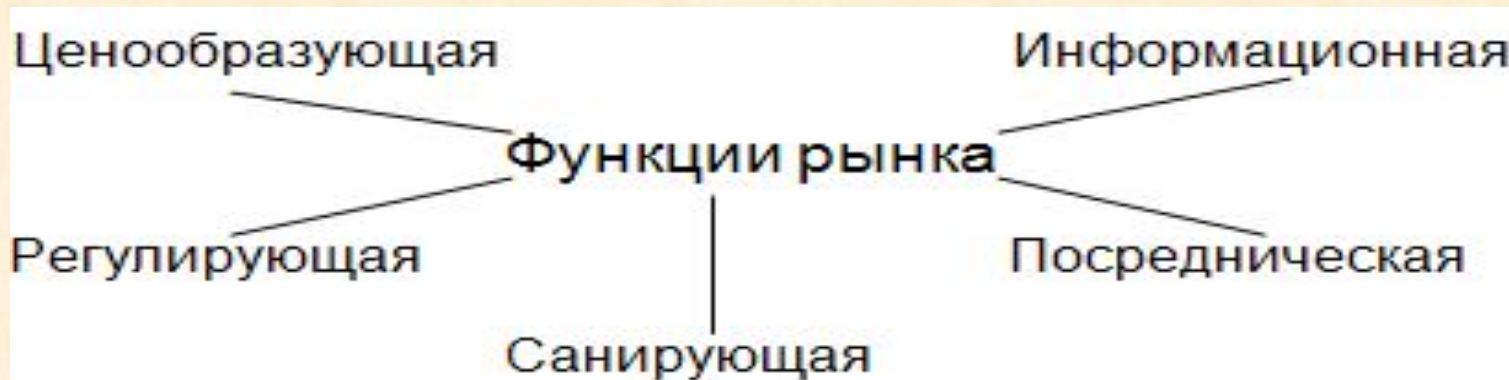 Ценообразующая
Информационная
Функции рынка
Регулирующая
Посредническая
Санирующая